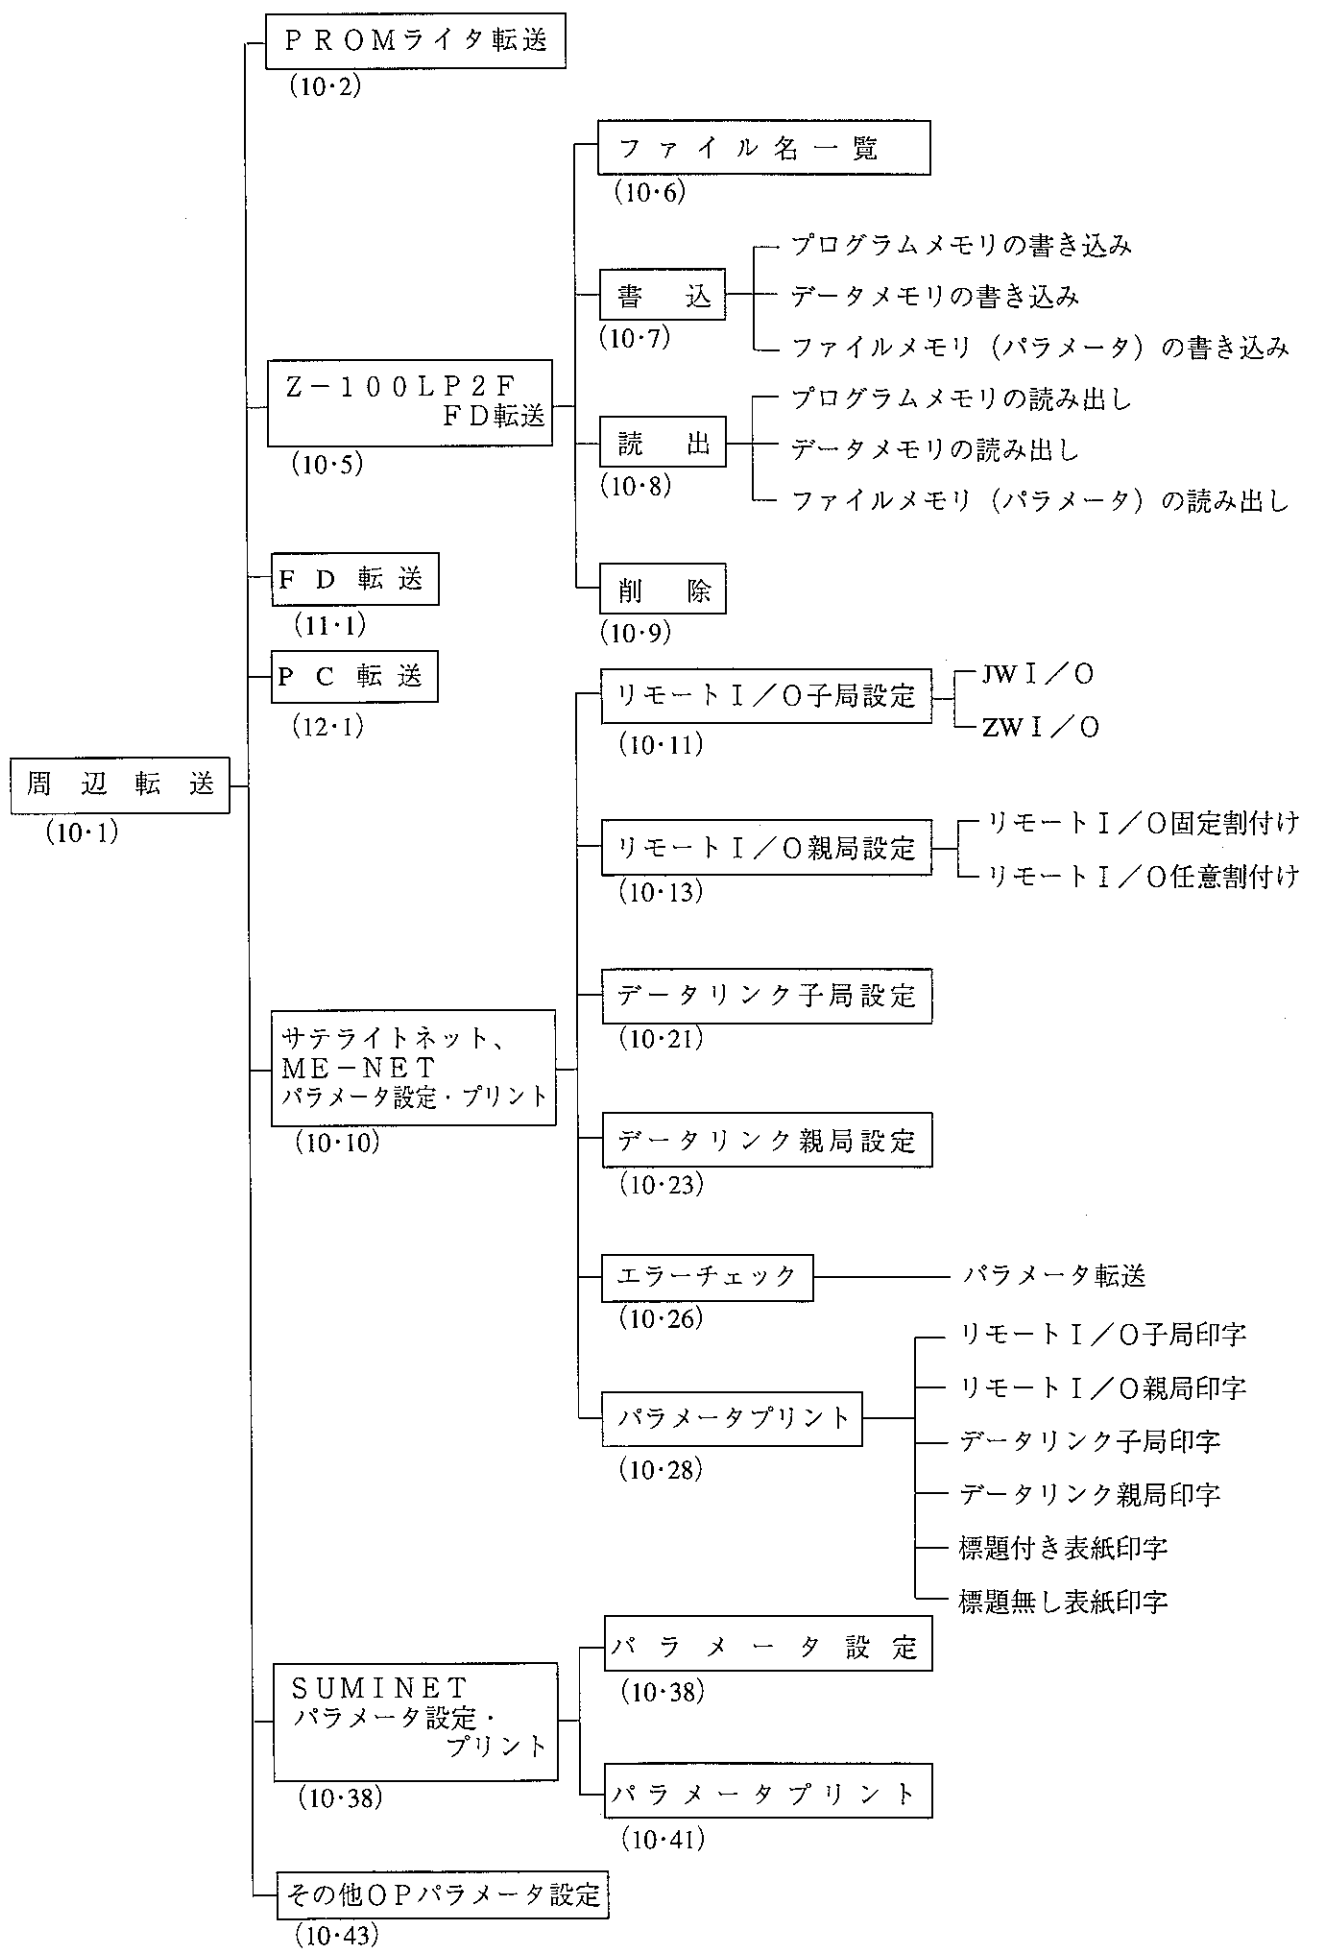 PROMライタ転送
(10・2)
ファイル名一覧
(10・6)
プログラムメモリの書き込み
書込
データメモリの書き込み
(10・7)
ファイルメモリ（パラメータ）の書き込み
Z－100LP2F
FD転送
(10・5)
プログラムメモリの読み出し
読出
データメモリの読み出し
(10・8)
ファイルメモリ（パラメータ）の読み出し
FD転送
(11・1)
削除
(10・9)
PC転送
(12・1)
リモートI／O子局設定
(10・11)
JWI／O
ZWI／O
周辺転送
(10・1)
リモートI／O親局設定
(10・13)
リモートI／O固定割付け
リモートI／O任意割付け
データリンク子局設定
(10・21)
サテライトネット、
ME－NET
パラメータ設定・プリント
(10・10)
データリンク親局設定
(10・23)
エラーチェック
(10・26)
パラメータ転送
パラメータプリント
(10・28)
リモートI／O子局印字
リモートI／O親局印字
データリンク子局印字
データリンク親局印字
標題付き表紙印字
標題無し表紙印字
SUMINET
パラメータ設定・
プリント
(10・38)
パラメータ設定
(10・38)
パラメータプリント
(10・41)
その他OPパラメータ設定
(10・43)